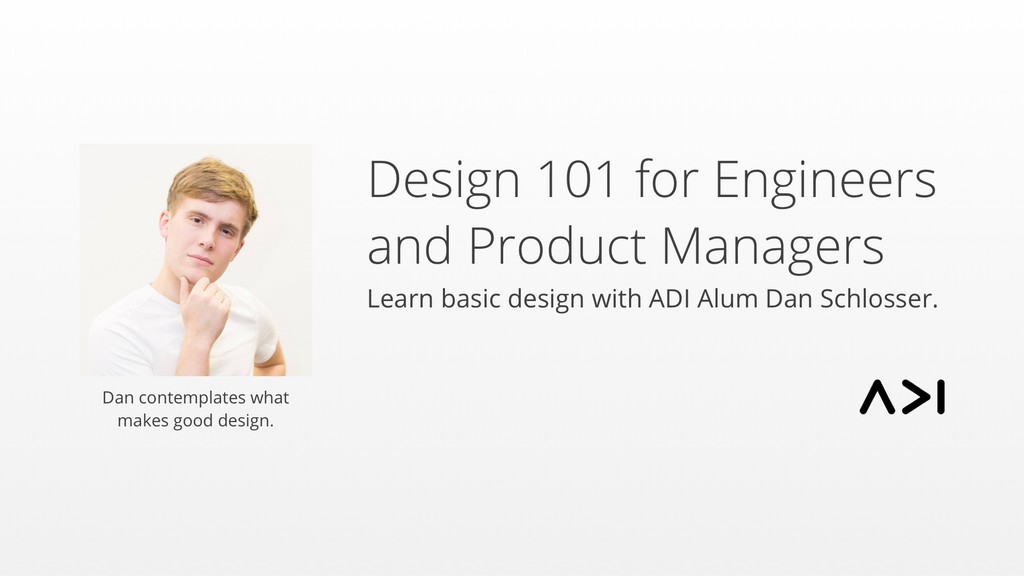 Design 101 for Engineers
and Product Managers
Learn basic design with ADI Alum Dan Schlosser.
Dan contemplates what
makes good design.
ADI